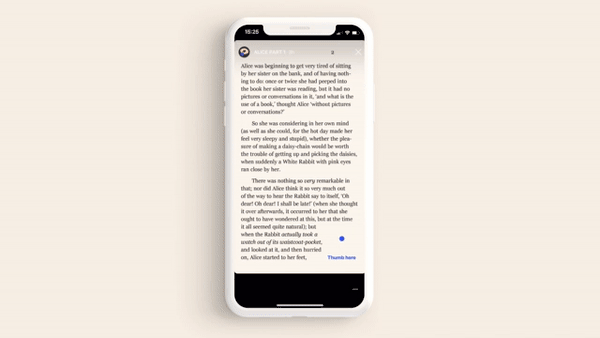 15:25
ALICE PART 1
Alice was beginning to get very tired of sitting
by her sister on the bank, and of having noth-
ing to do: once or twice she had peeped into
the book her sister was reading, but it had no
pictures or conversations in it, 'and what is the
use of a book,' thought Alice 'without pictures
or conversations?'
So she was considering in her own mind
(as well as she could, for the hot day made her
feel very sleepy and stupid), whether the plea-
sure of making a daisy-chain would be worth
the trouble of getting up and picking the daisies,
when suddenly a White Rabbit with pink eyes
ran close by her.
There was nothing so very remarkable in
that; nor did Alice think it so very much out
of the way to hear the Rabbit say to itself, 'Oh
dear! Oh dear! I shall be late!' (when she thought
it over afterwards, it occurred to her that she
ought to have wondered at this, but at the time
it all seemed quite natural); but
when the Rabbit actually took a
watch out of its waistcoat-pocket,
and looked at it, and then hurried
on, Alice started to her feet,
Thumb here